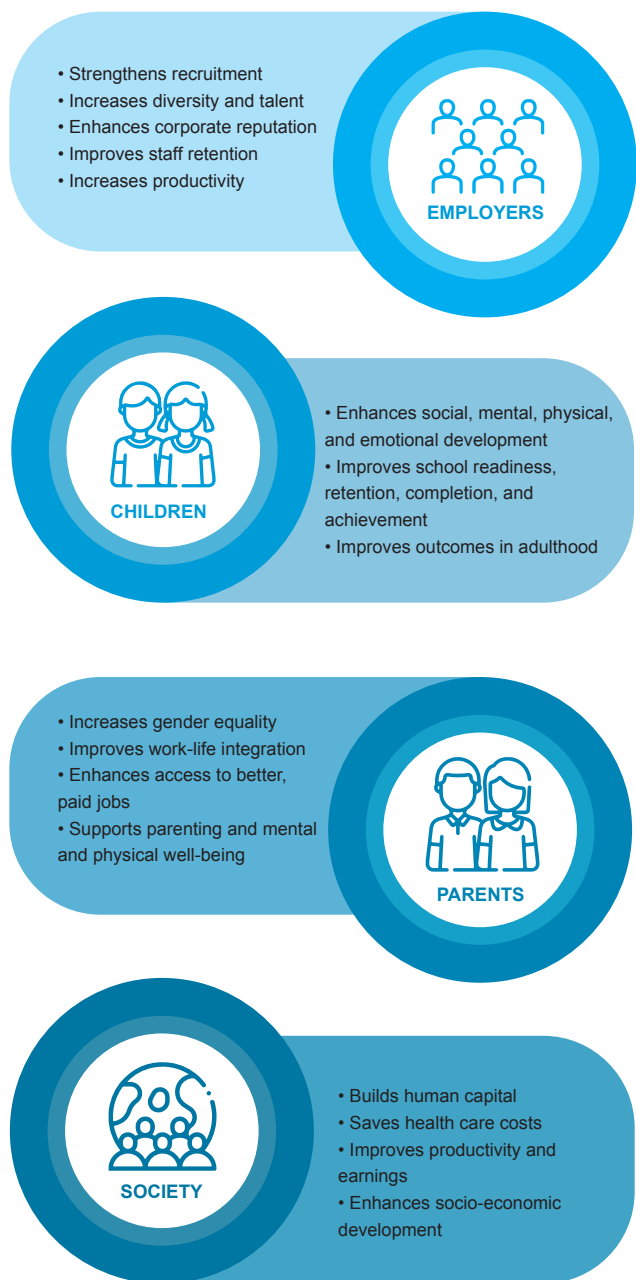 • Strengthens recruitment
• Increases diversity and talent
• Enhances corporate reputation
• Improves staff retention
• Increases productivity
EMPLOYERS
• Enhances social, mental, physical,
and emotional development
• Improves school readiness,
retention, completion, and
achievement
• Improves outcomes in adulthood
CHILDREN
• Increases gender equality
• Improves work-life integration
• Enhances access to better,
paid jobs
• Supports parenting and mental
and physical well-being
PARENTS
• Builds human capital
• Saves health care costs
• Improves productivity and
earnings
• Enhances socio-economic
development
SOCIETY